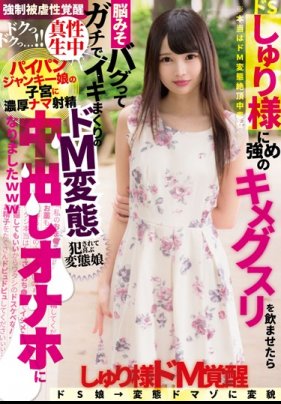 ドSしゅり様に
め強の
キメグスリ
を飲ませたら
脳みそバグって
ガチでイキまくりの
ドM変態
犯されて喜ぶ変態娘
強制被虐性覚醒
ドクっ
ドクっ…!!
真性
生中
パイパン
ジャンキー娘の
子宮に
濃厚ナマ射精
中出しオナホに
なりましたwww
しゅり様ドM覚醒
ドS娘→変態ドマゾに変貌